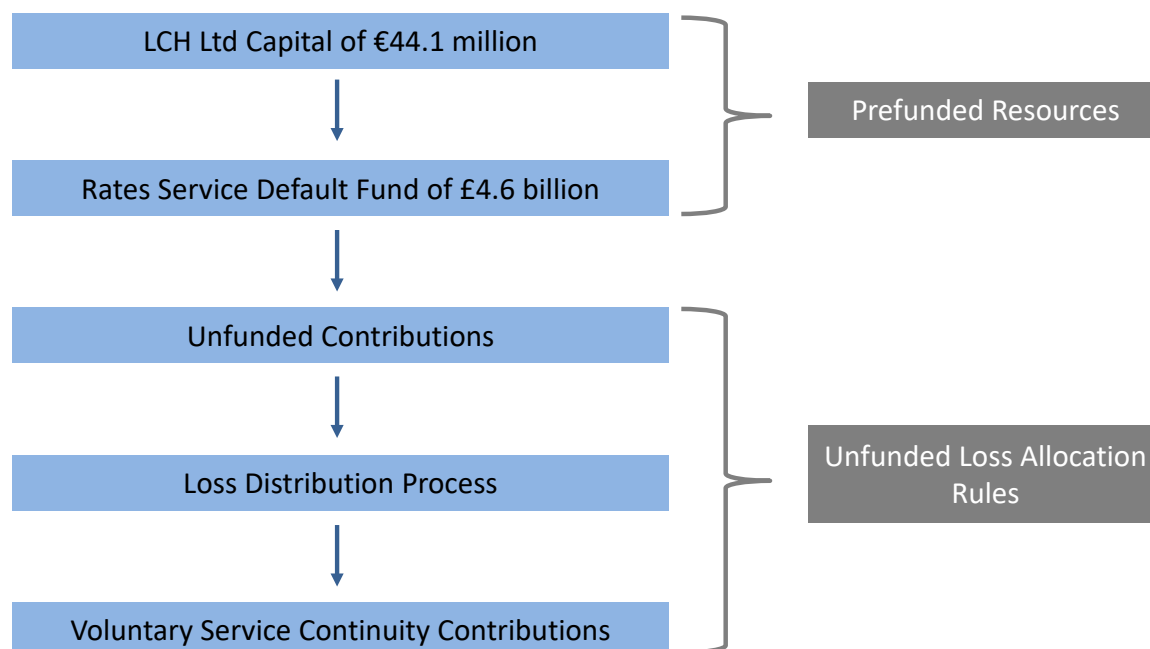 LCH Ltd Capital of €44.1 million
Prefunded Resources
Rates Service Default Fund of £4.6 billion
Unfunded Contributions
Loss Distribution Process
Unfunded Loss Allocation
Rules
Voluntary Service Continuity Contributions